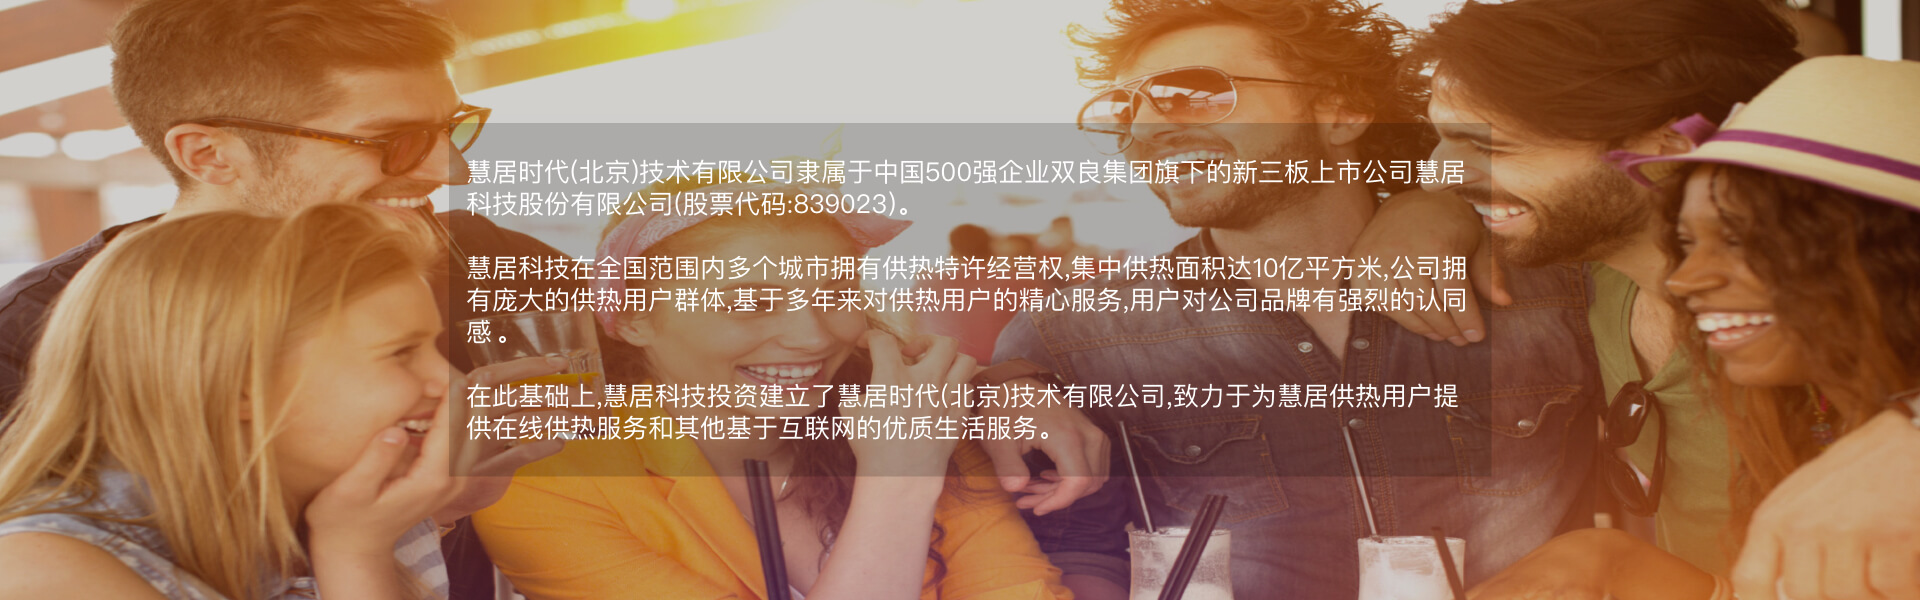 慧居时代(北京)技术有限公司隶属于中国500强企业双良集团旗下的新三板上市公司慧居
科技股份有限公司(股票代码:839023)。
慧居科技在全国范围内多个城市拥有供热特许经营权,集中供热面积达10亿平方米,公司拥
有庞大的供热用户群体,基于多年来对供热用户的精心服务,用户对公司品牌有强烈的认同
感。
在此基础上,慧居科技投资建立了慧居时代(北京)技术有限公司,致力于为慧居供热用户提
供在线供热服务和其他基于互联网的优质生活服务。